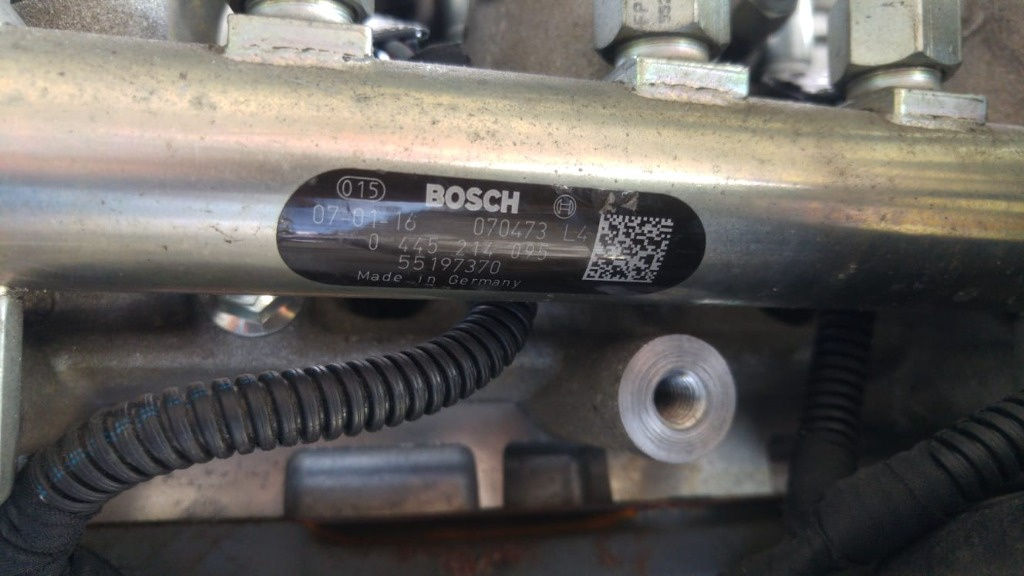 015 BOSCH
07-01-16 070473 L4
0 445 214 095
55197370
Made in Germany